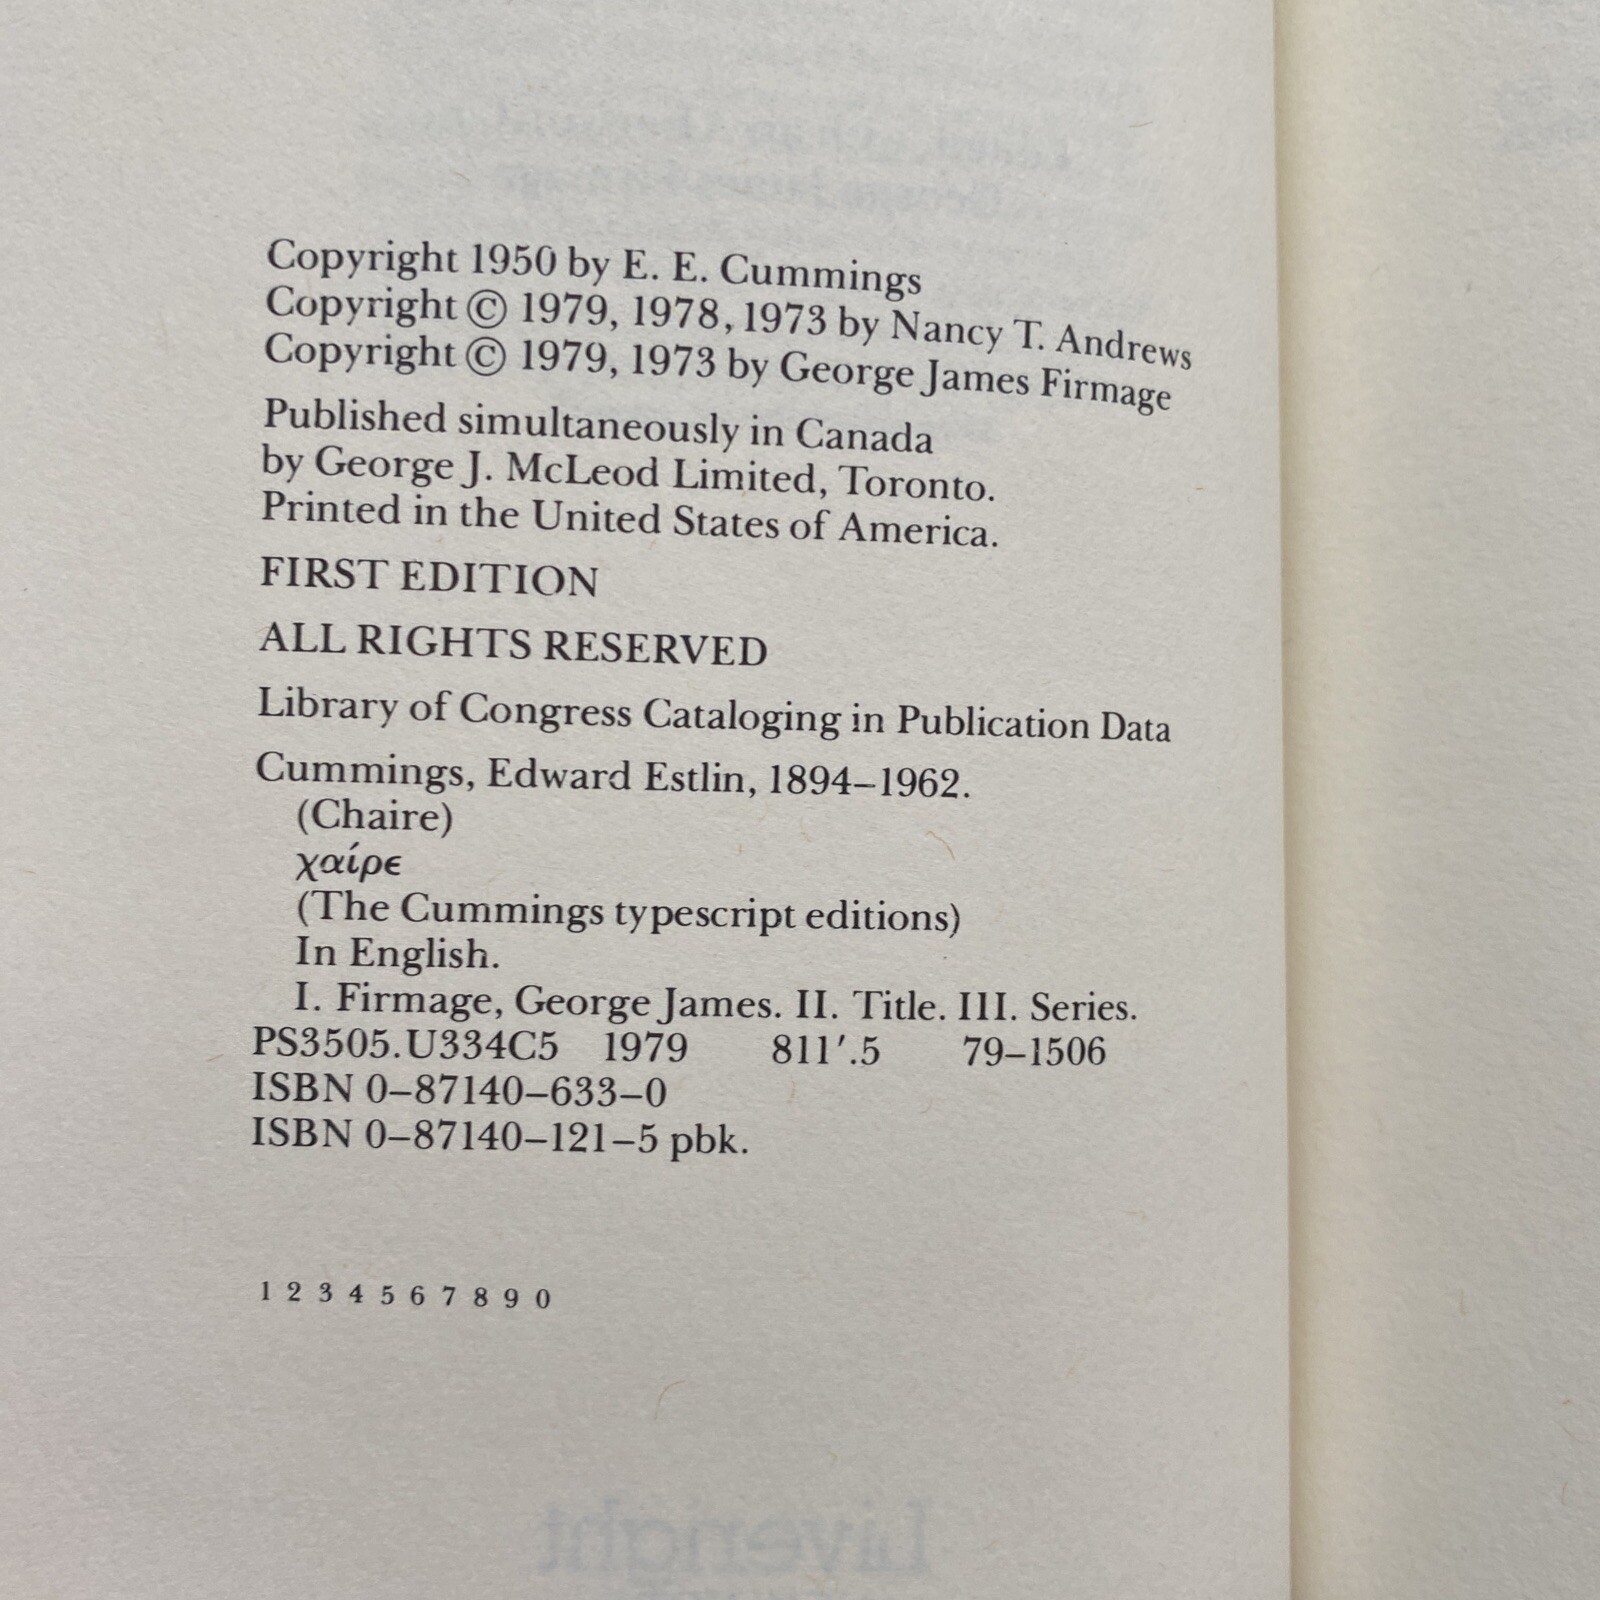 Copyright 1950 by E. E. Cummings
Copyright © 1979, 1978, 1973 by Nancy T. Andrews
Copyright © 1979, 1973 by George James Firmage
Published simultaneously in Canada
by George J. McLeod Limited, Toronto.
Printed in the United States of America.
FIRST EDITION
ALL RIGHTS RESERVED
Library of Congress Cataloging in Publication Data
Cummings, Edward Estlin, 1894–1962.
(Chaire)
χαίρε
(The Cummings typescript editions)
In English.
I. Firmage, George James. II. Title. III. Series.
PS3505.U334C5 1979 811′.5 79–1506
ISBN 0–87140–633–0
ISBN 0–87140–121–5 pbk.
1 2 3 4 5 6 7 8 9 0
Liveright